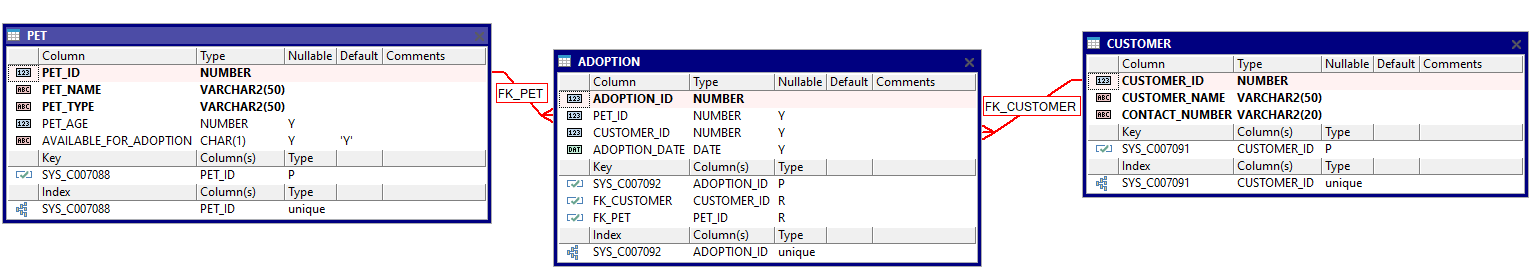 PET
Column Type Nullable Default Comments
PET_ID NUMBER
PET_NAME VARCHAR2(50)
PET_TYPE VARCHAR2(50)
PET_AGE NUMBER Y
AVAILABLE_FOR_ADOPTION CHAR(1) Y 'Y'
Key Column(s) Type
SYS_C007088 PET_ID P
Index Column(s) Type
SYS_C007088 PET_ID unique
FK_PET
ADOPTION
Column Type Nullable Default Comments
ADOPTION_ID NUMBER
PET_ID NUMBER Y
CUSTOMER_ID NUMBER Y
ADOPTION_DATE DATE Y
Key Column(s) Type
SYS_C007092 ADOPTION_ID P
FK_CUSTOMER CUSTOMER_ID R
FK_PET PET_ID R
Index Column(s) Type
SYS_C007092 ADOPTION_ID unique
FK_CUSTOMER
CUSTOMER
Column Type Nullable Default Comments
CUSTOMER_ID NUMBER
CUSTOMER_NAME VARCHAR2(50)
CONTACT_NUMBER VARCHAR2(20)
Key Column(s) Type
SYS_C007091 CUSTOMER_ID P
Index Column(s) Type
SYS_C007091 CUSTOMER_ID unique